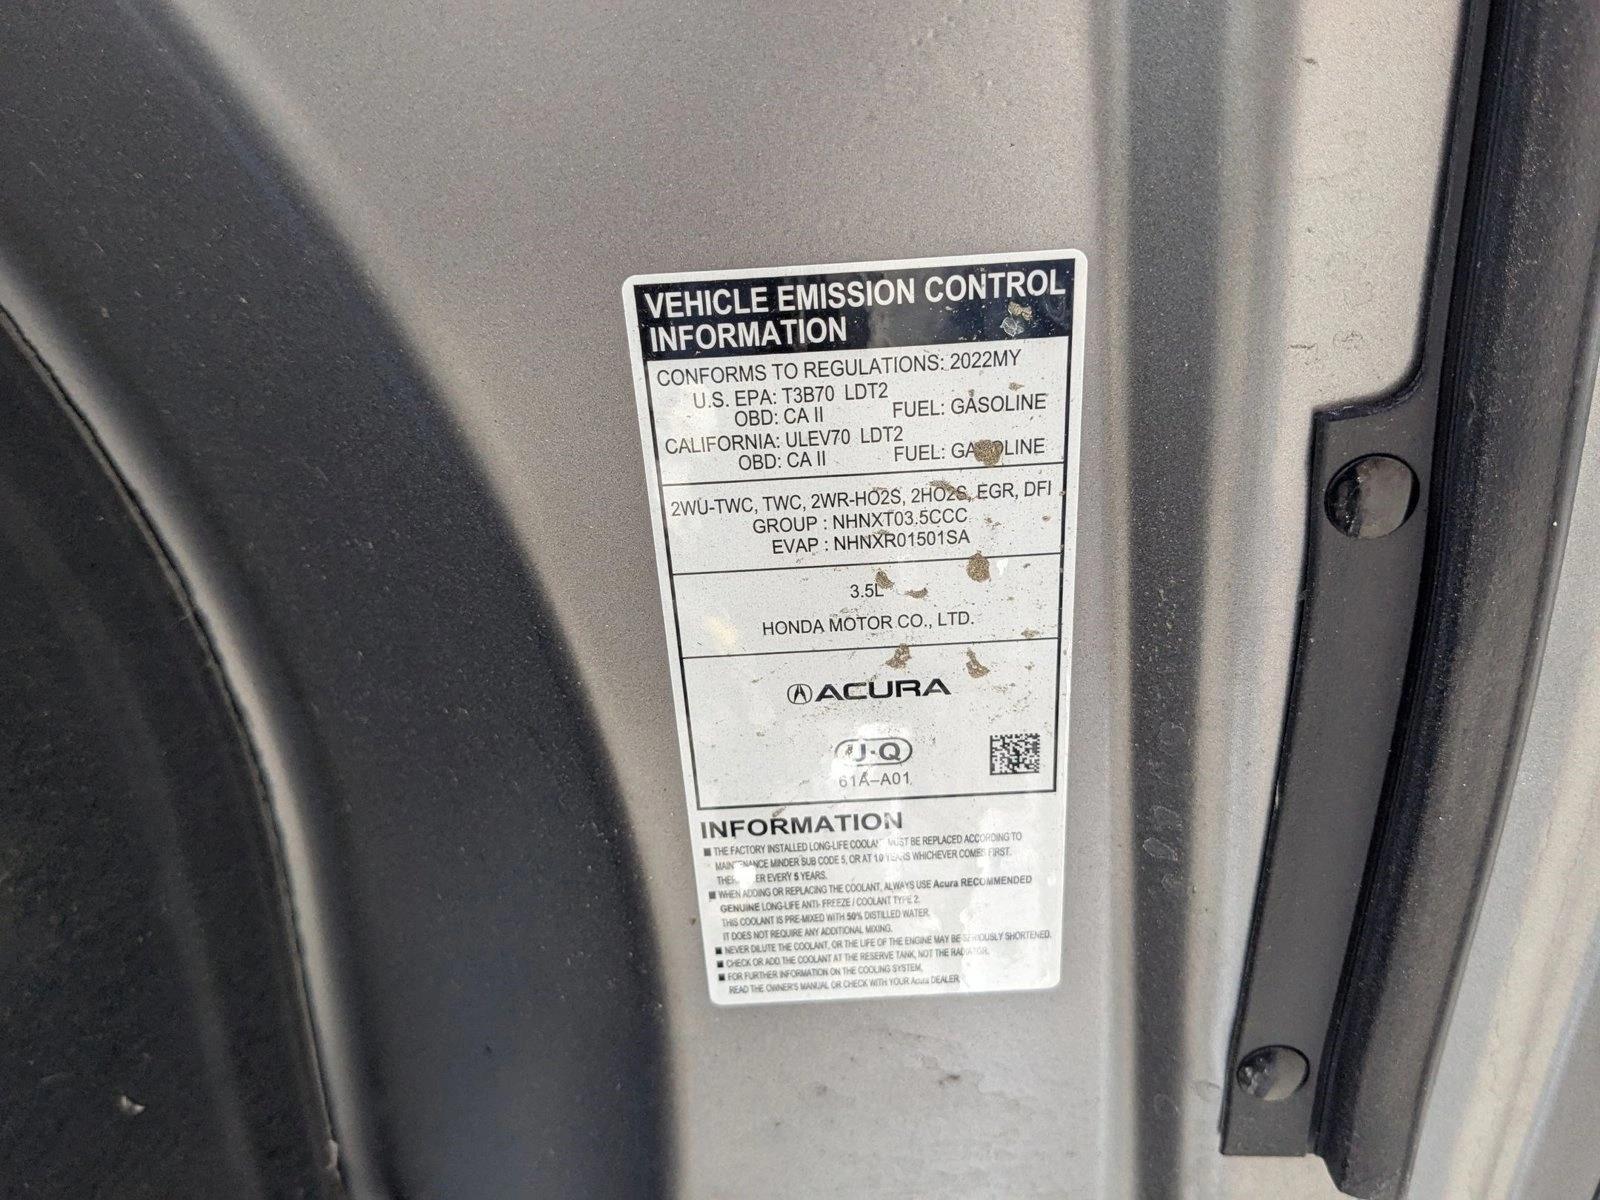 VEHICLE EMISSION CONTROL
INFORMATION
CONFORMS TO REGULATIONS: 2022MY
U.S. EPA: T3B70 LDT2
OBD: CA II FUEL: GASOLINE
CALIFORNIA: ULEV70 LDT2
OBD: CA II FUEL: GASOLINE
2WU-TWC, TWC, 2WR-HO2S, 2HO2S, EGR, DFI
GROUP : NHNXT03.5CCC
EVAP : NHNXR01501SA
3.5L
HONDA MOTOR CO., LTD.
ACURA
J-Q
61A–A01
INFORMATION
■ THE FACTORY INSTALLED LONG-LIFE COOLANT MUST BE REPLACED ACCORDING TO
MAINTENANCE MINDER SUB CODE 5, OR AT 10 YEARS WHICHEVER COMES FIRST.
THEREAFTER EVERY 5 YEARS.
■ WHEN ADDING OR REPLACING THE COOLANT, ALWAYS USE Acura RECOMMENDED
GENUINE LONG-LIFE ANTI- FREEZE / COOLANT TYPE 2.
THIS COOLANT IS PRE-MIXED WITH 50% DISTILLED WATER.
IT DOES NOT REQUIRE ANY ADDITIONAL MIXING.
■ NEVER DILUTE THE COOLANT, OR THE LIFE OF THE ENGINE MAY BE SERIOUSLY SHORTENED.
■ CHECK OR ADD THE COOLANT AT THE RESERVE TANK, NOT THE RADIATOR.
■ FOR FURTHER INFORMATION ON THE COOLING SYSTEM,
READ THE OWNER'S MANUAL OR CHECK WITH YOUR Acura DEALER.